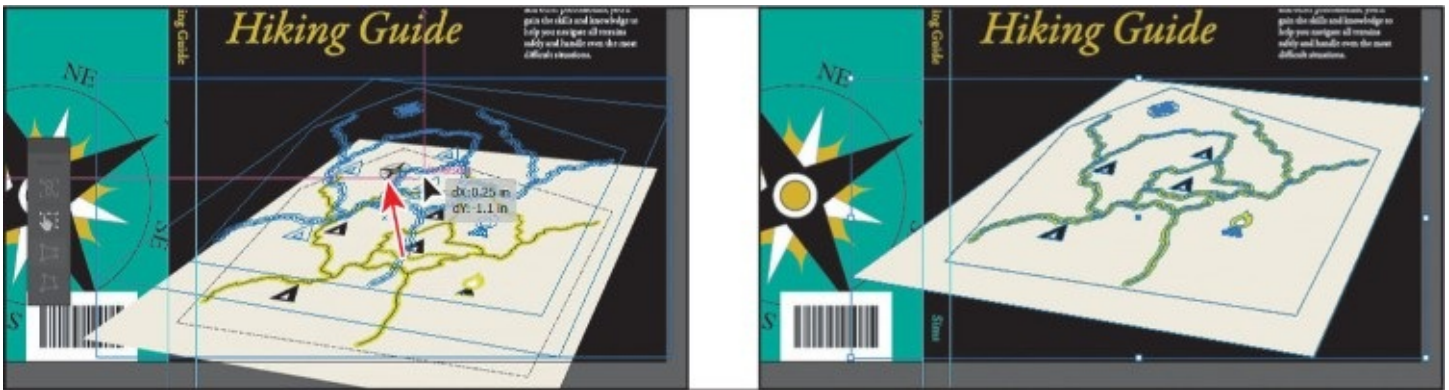 ing Guide
Hiking Guide
gain the skills and knowledge to
help you navigate all terrains
safely and handle even the most
difficult situations.
NE
SE
S
dX:0.25 in
dY:-1.1 in
ing Guide
Hiking Guide
gain the skills and knowledge to
help you navigate all terrains
safely and handle even the most
difficult situations.
NE
S
Simi